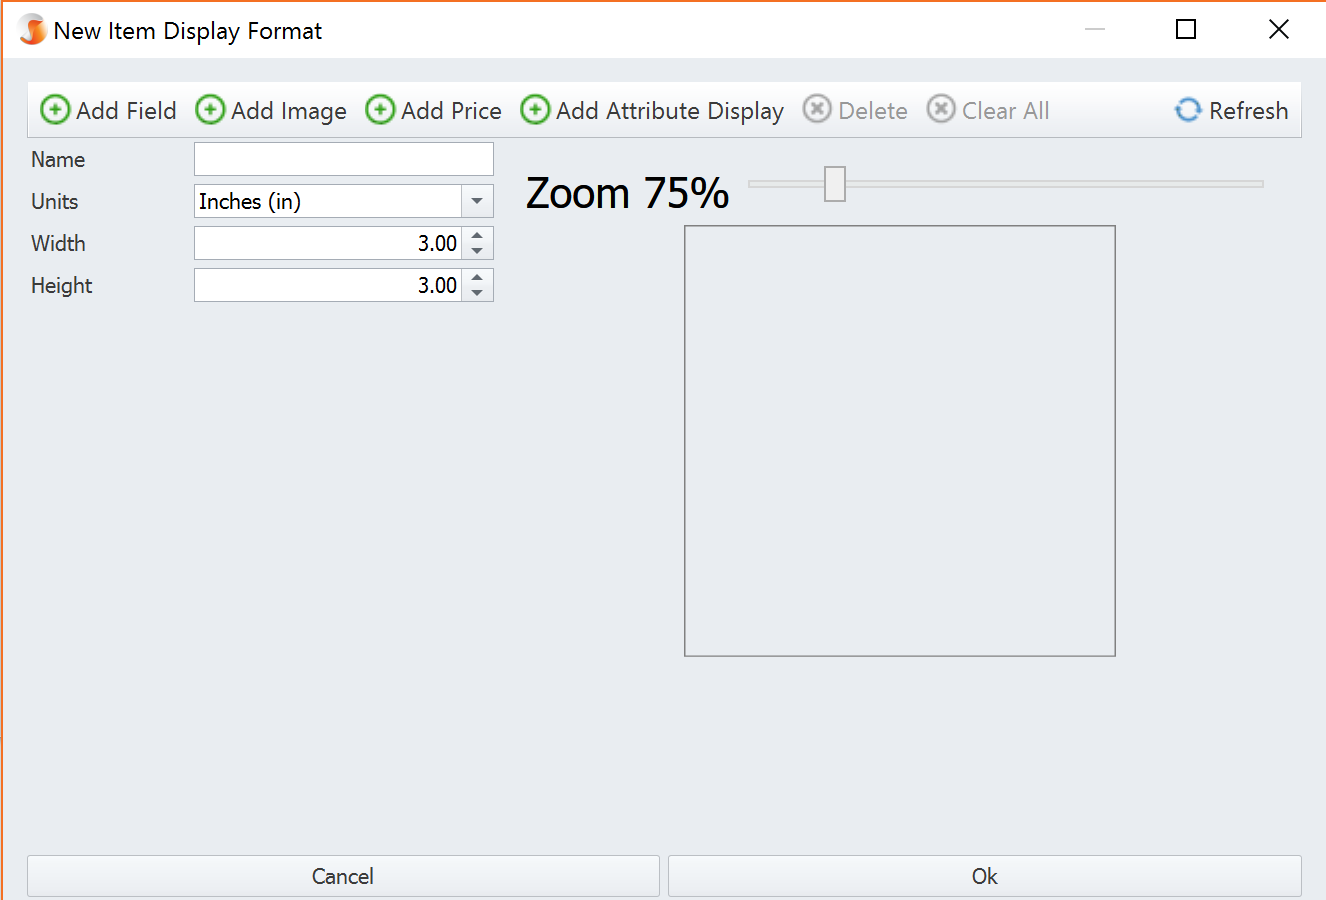 New Item Display Format
Add Field Add Image Add Price Add Attribute Display Delete Clear All Refresh
Name
Units Inches (in)
Width 3.00
Height 3.00
Zoom 75%
Cancel Ok